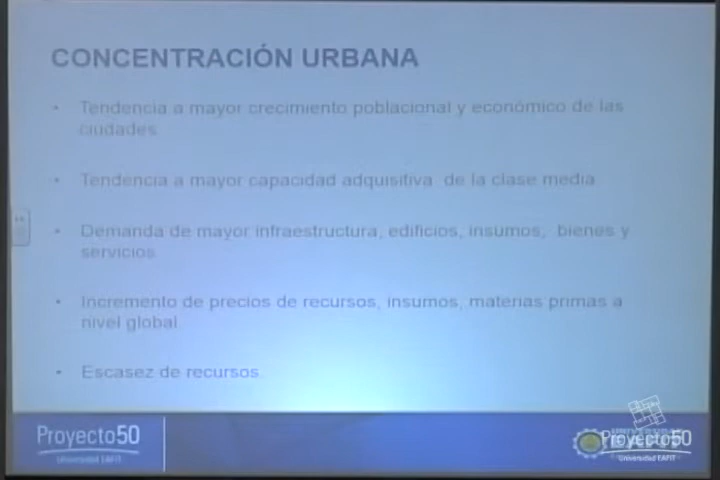 CONCENTRACIÓN URBANA
• Tendencia a mayor crecimiento poblacional y económico de las
ciudades.
• Tendencia a mayor capacidad adquisitiva de la clase media
• Demanda de mayor infraestructura, edificios, insumos, bienes y
servicios.
• Incremento de precios de recursos, insumos, materias primas a
nivel global.
• Escasez de recursos.
Proyecto50
Universidad EAFIT
Proyecto50
Universidad EAFIT